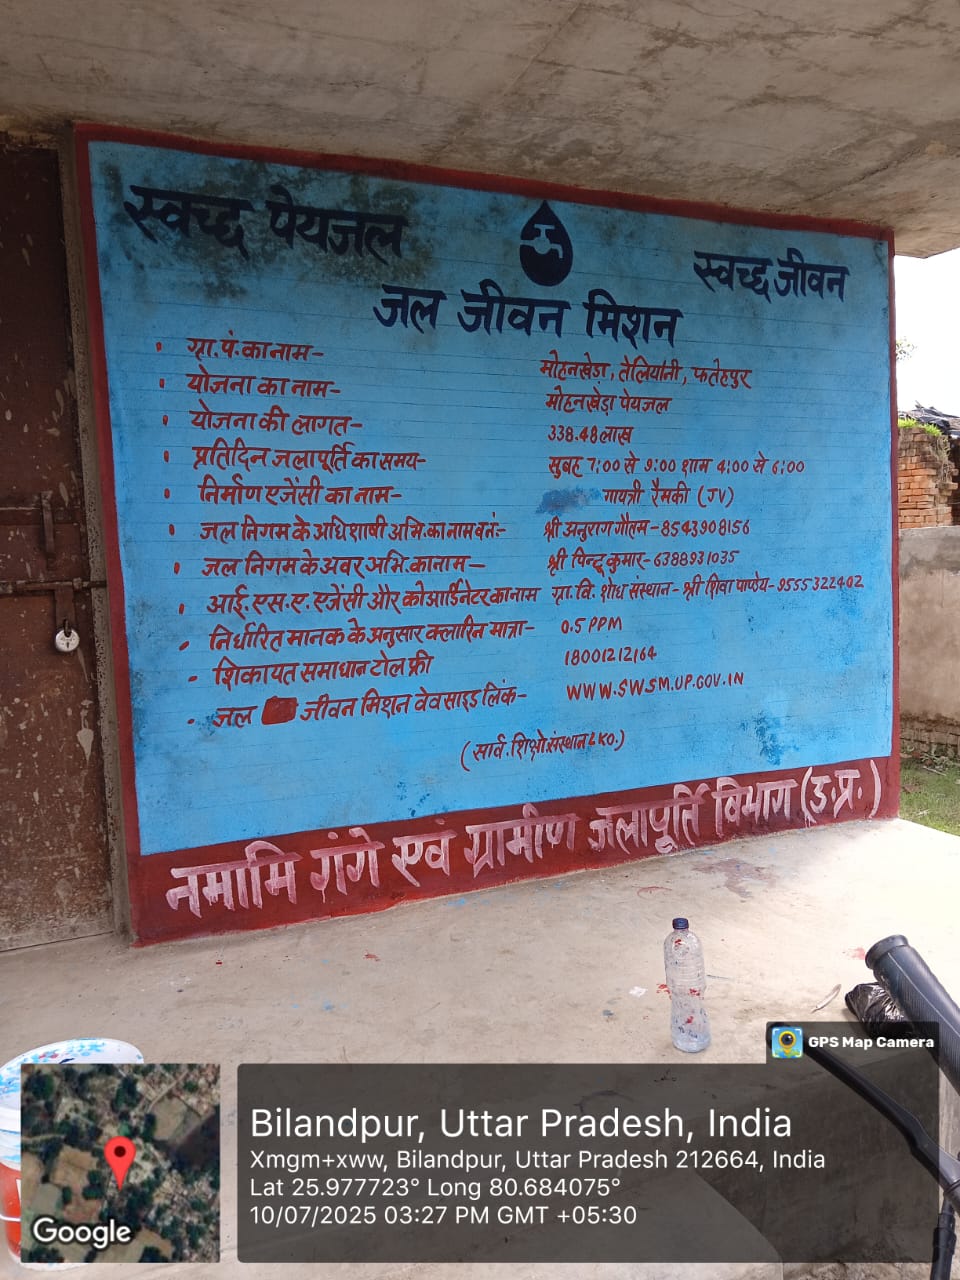 स्वच्छ पेयजल
स्वच्छ जीवन
जल जीवन मिशन
• ग्रा.पं.का नाम- मोहनखेडा, तेलियांनी, फतेहपुर
• योजना का नाम- मोहनखेड़ा पेयजल
• योजना की लागत- 338.48 लाख
• प्रतिदिन जलापूर्ति का समय- सुबह 7:00 से 9:00 शाम 4:00 से 6:00
• निर्माण एजेंसी का नाम- गायत्री रैमकी (JV)
• जल निगम के अधिशाषी अभि.का नाम व नं:- श्री अनुराग गौतम-8543908156
• जल निगम के अवर अभि.का नाम- श्री पिन्टू कुमार-6388931035
• आई.एस.ए.एजेंसी और कोआर्डिनेटर का नाम ग्रा.वि. शोध संस्थान-श्री शिवा पाण्डेय-9555322402
• निर्धारित मानक के अनुसार क्लोरिन मात्रा- 0.5 PPM
• शिकायत समाधान टोल फ्री 18001212164
• जल जीवन मिशन वेवसाइड लिंक- WWW.SWSM.UP.GOV.IN
(सार्व.शिक्षो.संस्थान LKO.)
नमामि गंगे एवं ग्रामीण जलापूर्ति विभाग (उ.प्र.)
GPS Map Camera
Bilandpur, Uttar Pradesh, India
Xmgm+xww, Bilandpur, Uttar Pradesh 212664, India
Lat 25.977723° Long 80.684075°
10/07/2025 03:27 PM GMT +05:30
Google